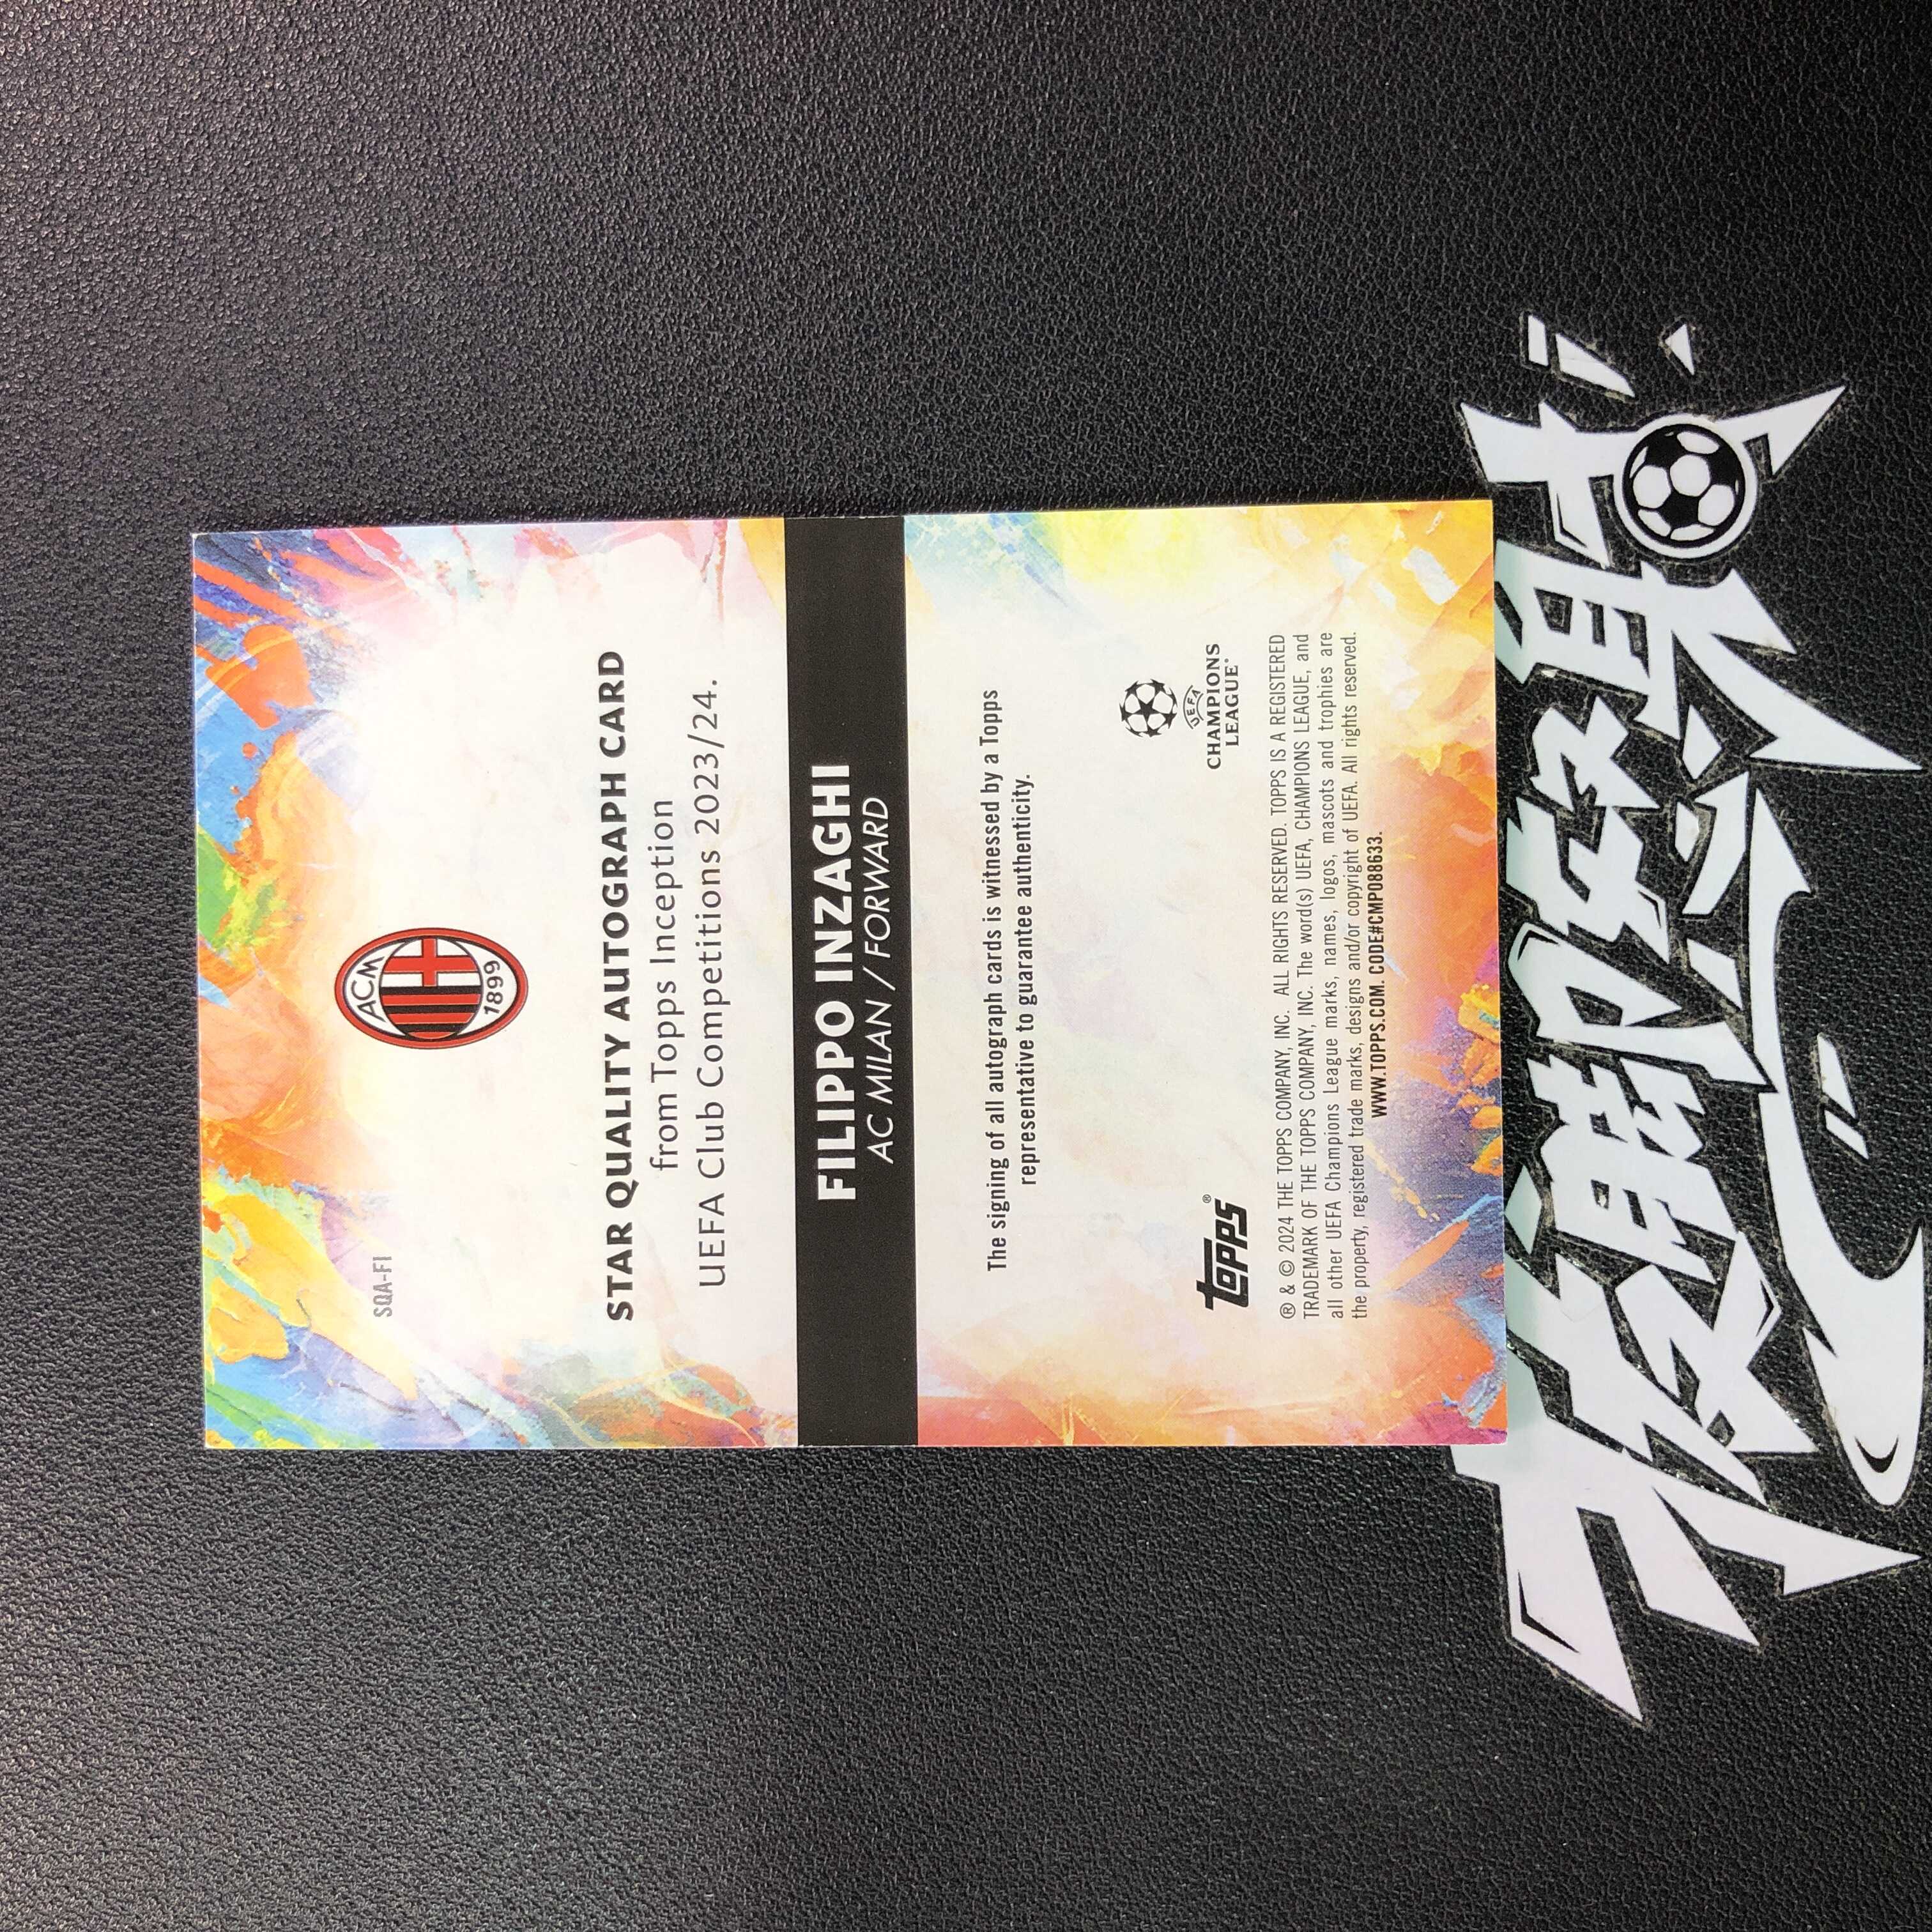 SQA-FI
ACM
1899
STAR QUALITY AUTOGRAPH CARD
from Topps Inception
UEFA Club Competitions 2023/24.
FILIPPO INZAGHI
AC MILAN / FORWARD
The signing of all autograph cards is witnessed by a Topps
representative to guarantee authenticity.
topps®
UEFA
CHAMPIONS
LEAGUE®
® & © 2024 THE TOPPS COMPANY, INC. ALL RIGHTS RESERVED. TOPPS IS A REGISTERED
TRADEMARK OF THE TOPPS COMPANY, INC. The word(s) UEFA, CHAMPIONS LEAGUE, and
all other UEFA Champions League marks, names, logos, mascots and trophies are
the property, registered trade marks, designs and/or copyright of UEFA. All rights reserved.
WWW.TOPPS.COM. CODE#CMP088633.